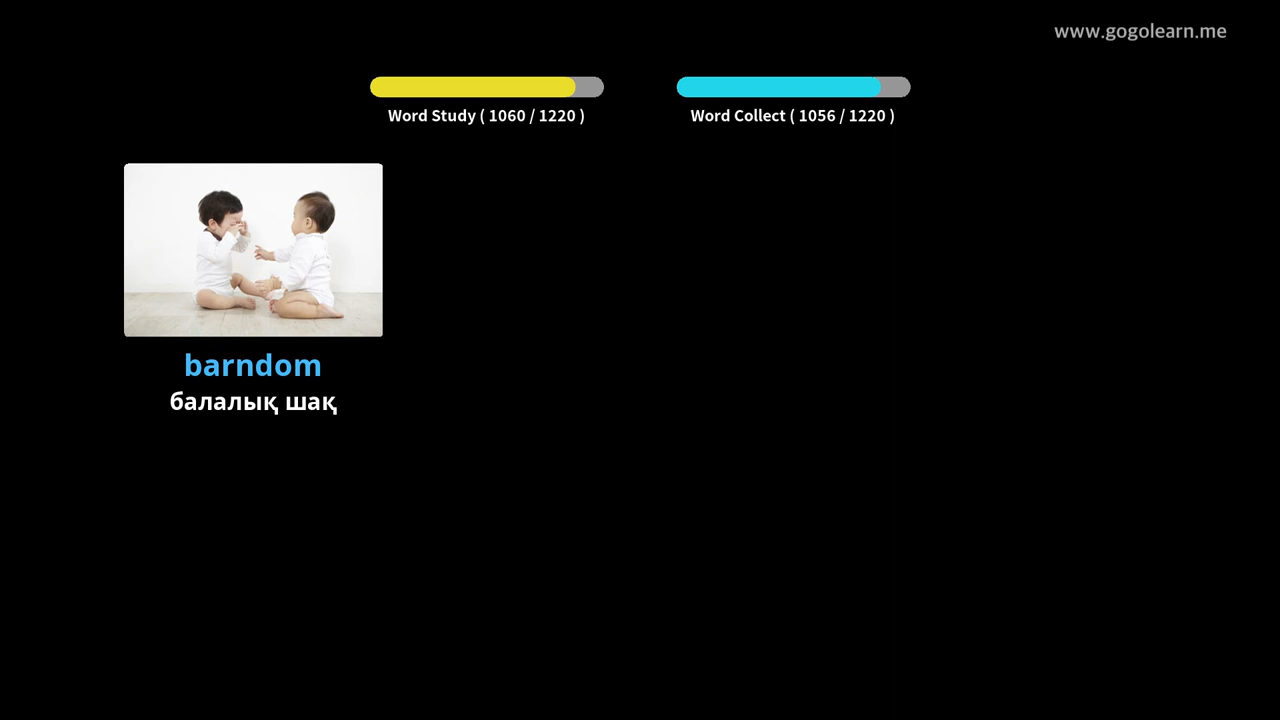 www.gogolearn.me
Word Study ( 1060 / 1220 )
Word Collect ( 1056 / 1220 )
barndom
балалық шақ